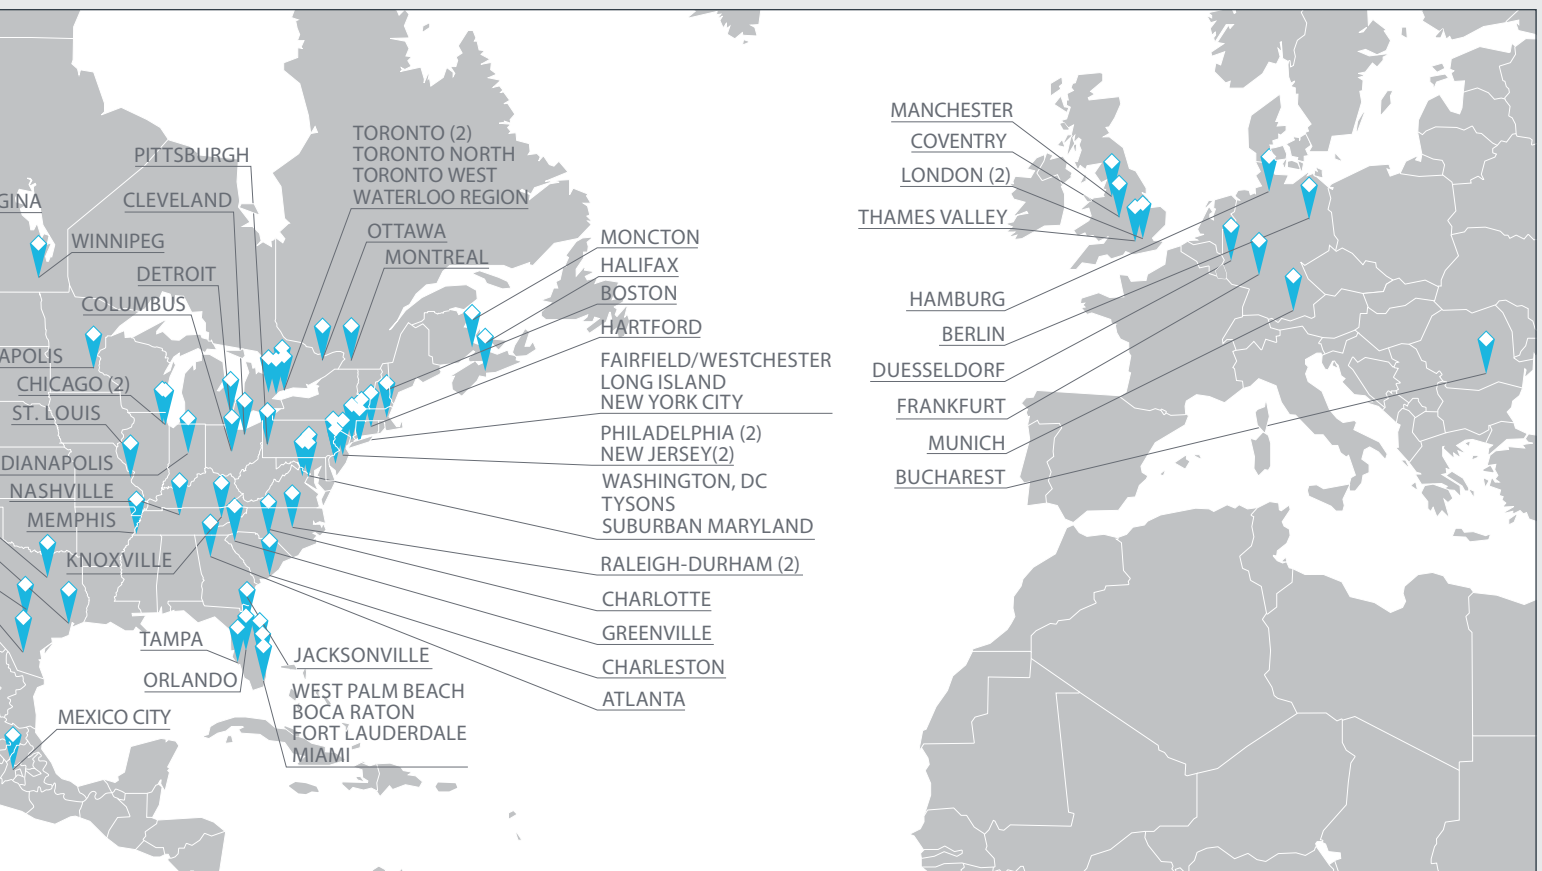 PITTSBURGH
CLEVELAND
GINA
WINNIPEG
DETROIT
COLUMBUS
APOLIS
CHICAGO (2)
ST. LOUIS
DIANAPOLIS
NASHVILLE
MEMPHIS
KNOXVILLE
TAMPA
ORLANDO
MEXICO CITY
TORONTO (2)
TORONTO NORTH
TORONTO WEST
WATERLOO REGION
OTTAWA
MONTREAL
MONCTON
HALIFAX
BOSTON
HARTFORD
FAIRFIELD/WESTCHESTER
LONG ISLAND
NEW YORK CITY
PHILADELPHIA (2)
NEW JERSEY(2)
WASHINGTON, DC
TYSONS
SUBURBAN MARYLAND
RALEIGH-DURHAM (2)
CHARLOTTE
GREENVILLE
CHARLESTON
ATLANTA
JACKSONVILLE
WEST PALM BEACH
BOCA RATON
FORT LAUDERDALE
MIAMI
MANCHESTER
COVENTRY
LONDON (2)
THAMES VALLEY
HAMBURG
BERLIN
DUESSELDORF
FRANKFURT
MUNICH
BUCHAREST